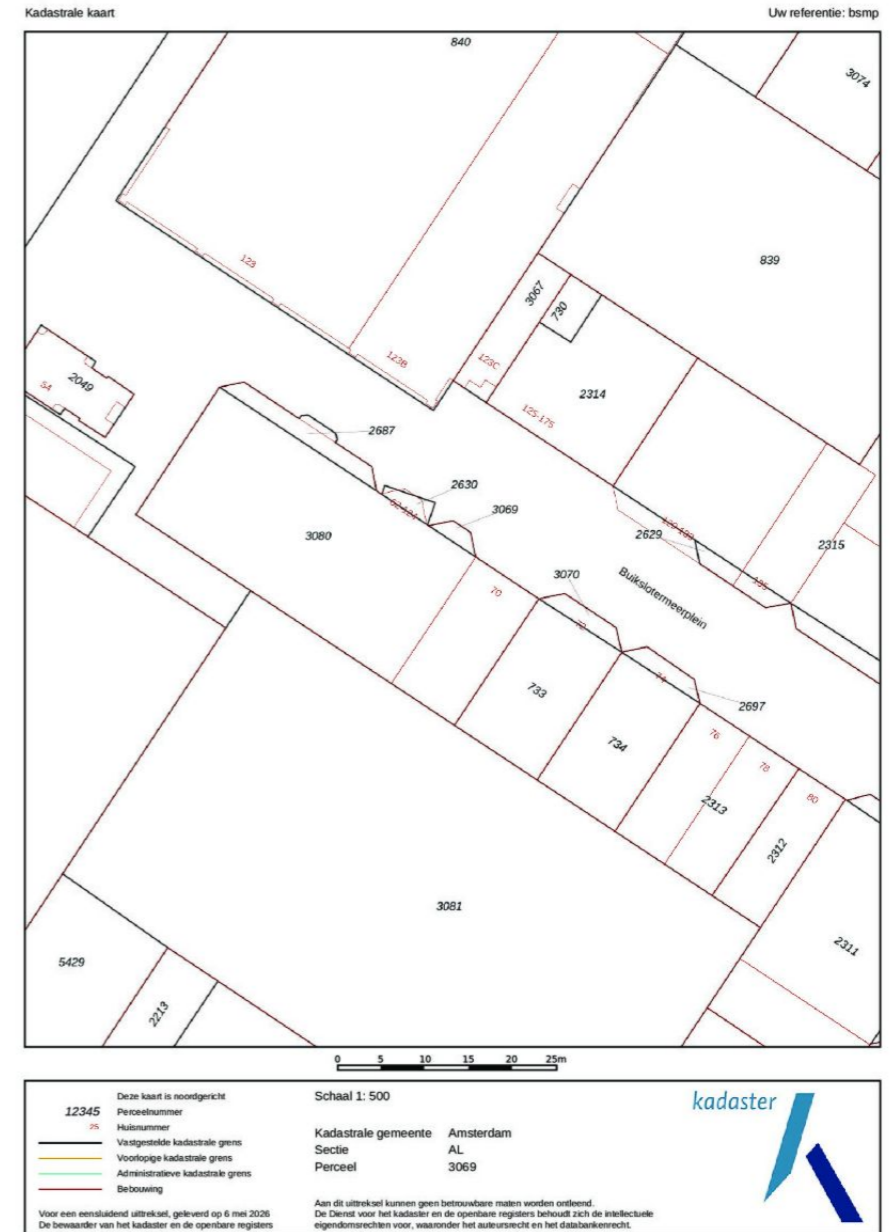 Kadastrale kaart
Uw referentie: bsmp
840
3074
839
123
3067
730
123B
123C
2049
54
2314
125-175
2687
2630
62-124
3069
3080
2629
129-133
2315
135
3070
Buikslotermeerplein
70
72
733
74
2697
734
76
78
2313
80
2312
3081
2311
5429
2213
0 5 10 15 20 25m
Deze kaart is noordgericht
12345 Perceelnummer
25 Huisnummer
Vastgestelde kadastrale grens
Voorlopige kadastrale grens
Administratieve kadastrale grens
Bebouwing
Voor een eensluidend uittreksel, geleverd op 6 mei 2026
De bewaarder van het kadaster en de openbare registers
Schaal 1: 500
Kadastrale gemeente Amsterdam
Sectie AL
Perceel 3069
Aan dit uittreksel kunnen geen betrouwbare maten worden ontleend.
De Dienst voor het kadaster en de openbare registers behoudt zich de intellectuele
eigendomsrechten voor, waaronder het auteursrecht en het databankenrecht.
kadaster